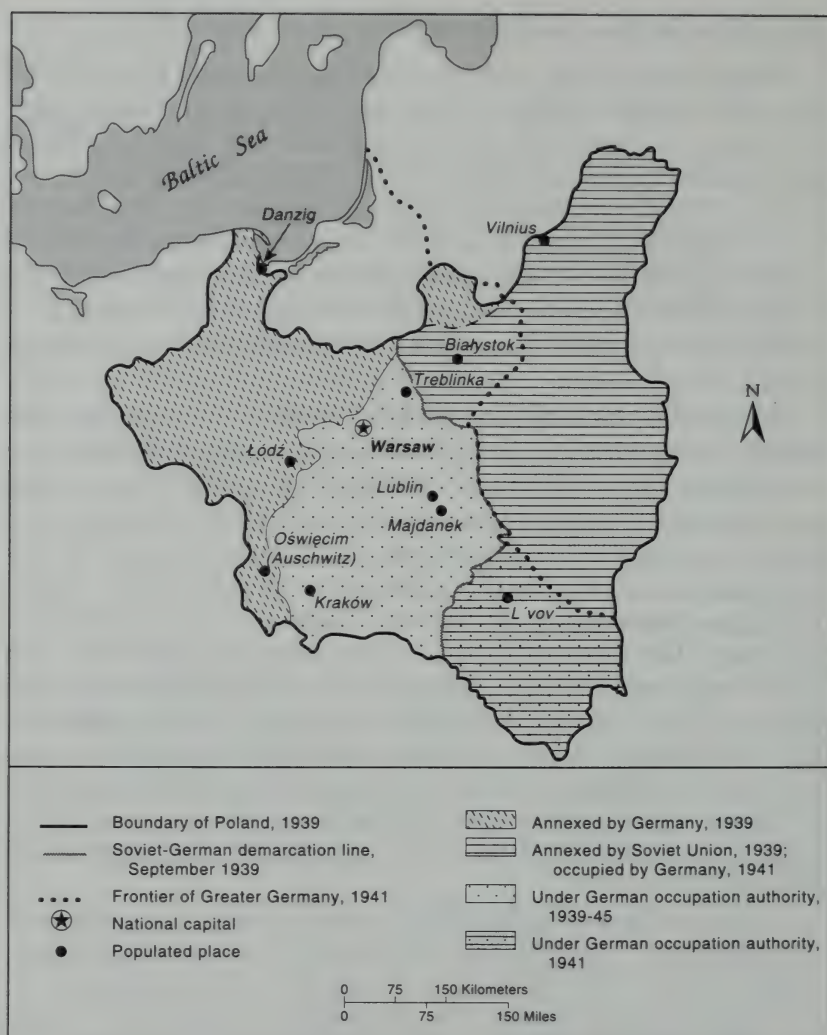 Baltic Sea
Danzig
Vilnius
Białystok
Treblinka
N
Warsaw
Łódź
Lublin
Majdanek
Oświęcim
(Auschwitz)
Kraków
L'vov
Boundary of Poland, 1939
Soviet-German demarcation line,
September 1939
Frontier of Greater Germany, 1941
National capital
Populated place
Annexed by Germany, 1939
Annexed by Soviet Union, 1939;
occupied by Germany,
1941
Under German occupation authority,
1939-45
Under German occupation authority,
1941
0 75 150 Kilometers
0 75 150 Miles